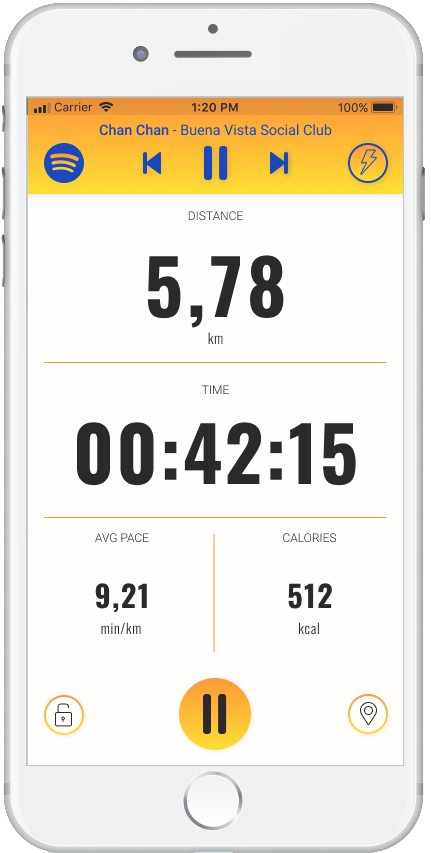 Carrier 1:20 PM 100%
Chan Chan - Buena Vista Social Club
DISTANCE
5,78
km
TIME
00:42:15
AVG PACE CALORIES
9,21 512
min/km kcal